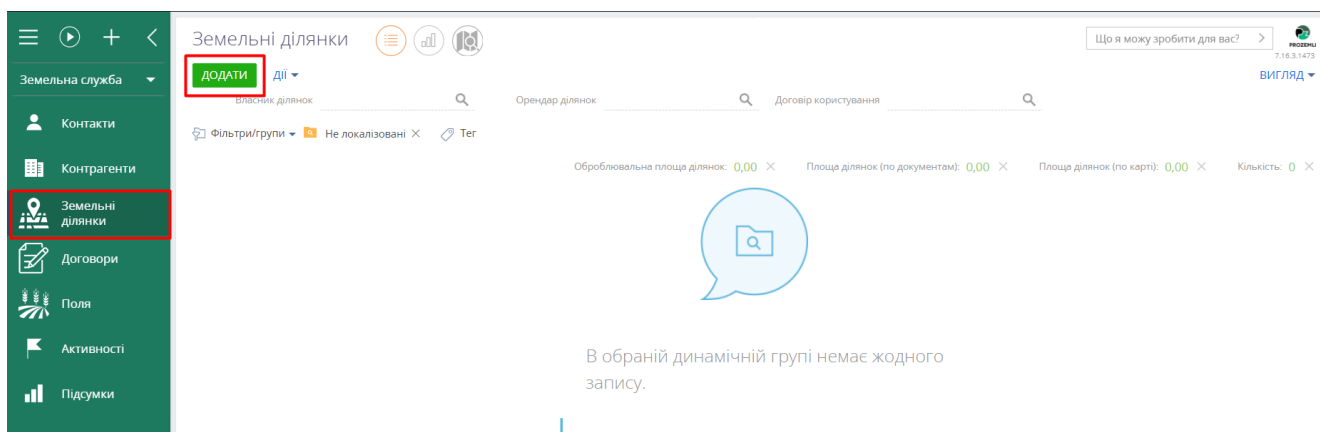 Земельні ділянки
Що я можу зробити для вас?
PROZEMLI
7.16.3.1473
Земельна служба
ДОДАТИ
ДІЇ
ВИГЛЯД
Власник ділянок
Орендар ділянок
Договір користування
Контакти
Фільтри/групи
Не локалізовані
Тег
Контрагенти
Оброблювальна площа ділянок: 0,00
Площа ділянок (по документам): 0,00
Площа ділянок (по карті): 0,00
Кількість: 0
Земельні
ділянки
Договори
Поля
Активності
В обраній динамічній групі немає жодного
запису.
Підсумки